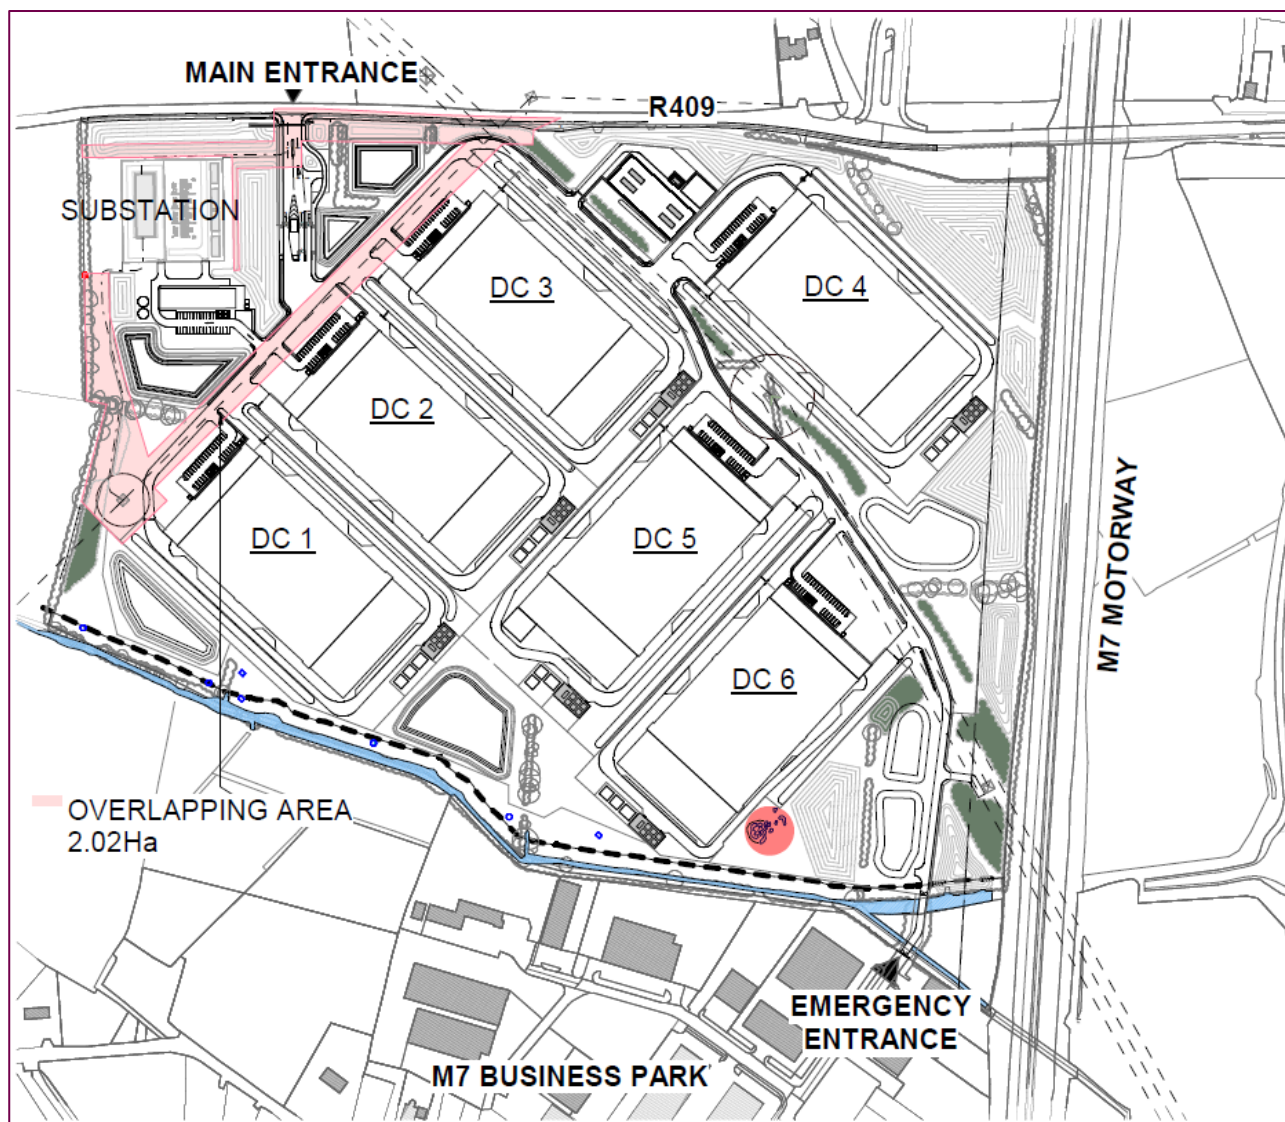 MAIN ENTRANCE
R409
SUBSTATION
DC 3
DC 4
DC 2
DC 1
DC 5
DC 6
M7 MOTORWAY
OVERLAPPING AREA
2.02Ha
EMERGENCY
ENTRANCE
M7 BUSINESS PARK